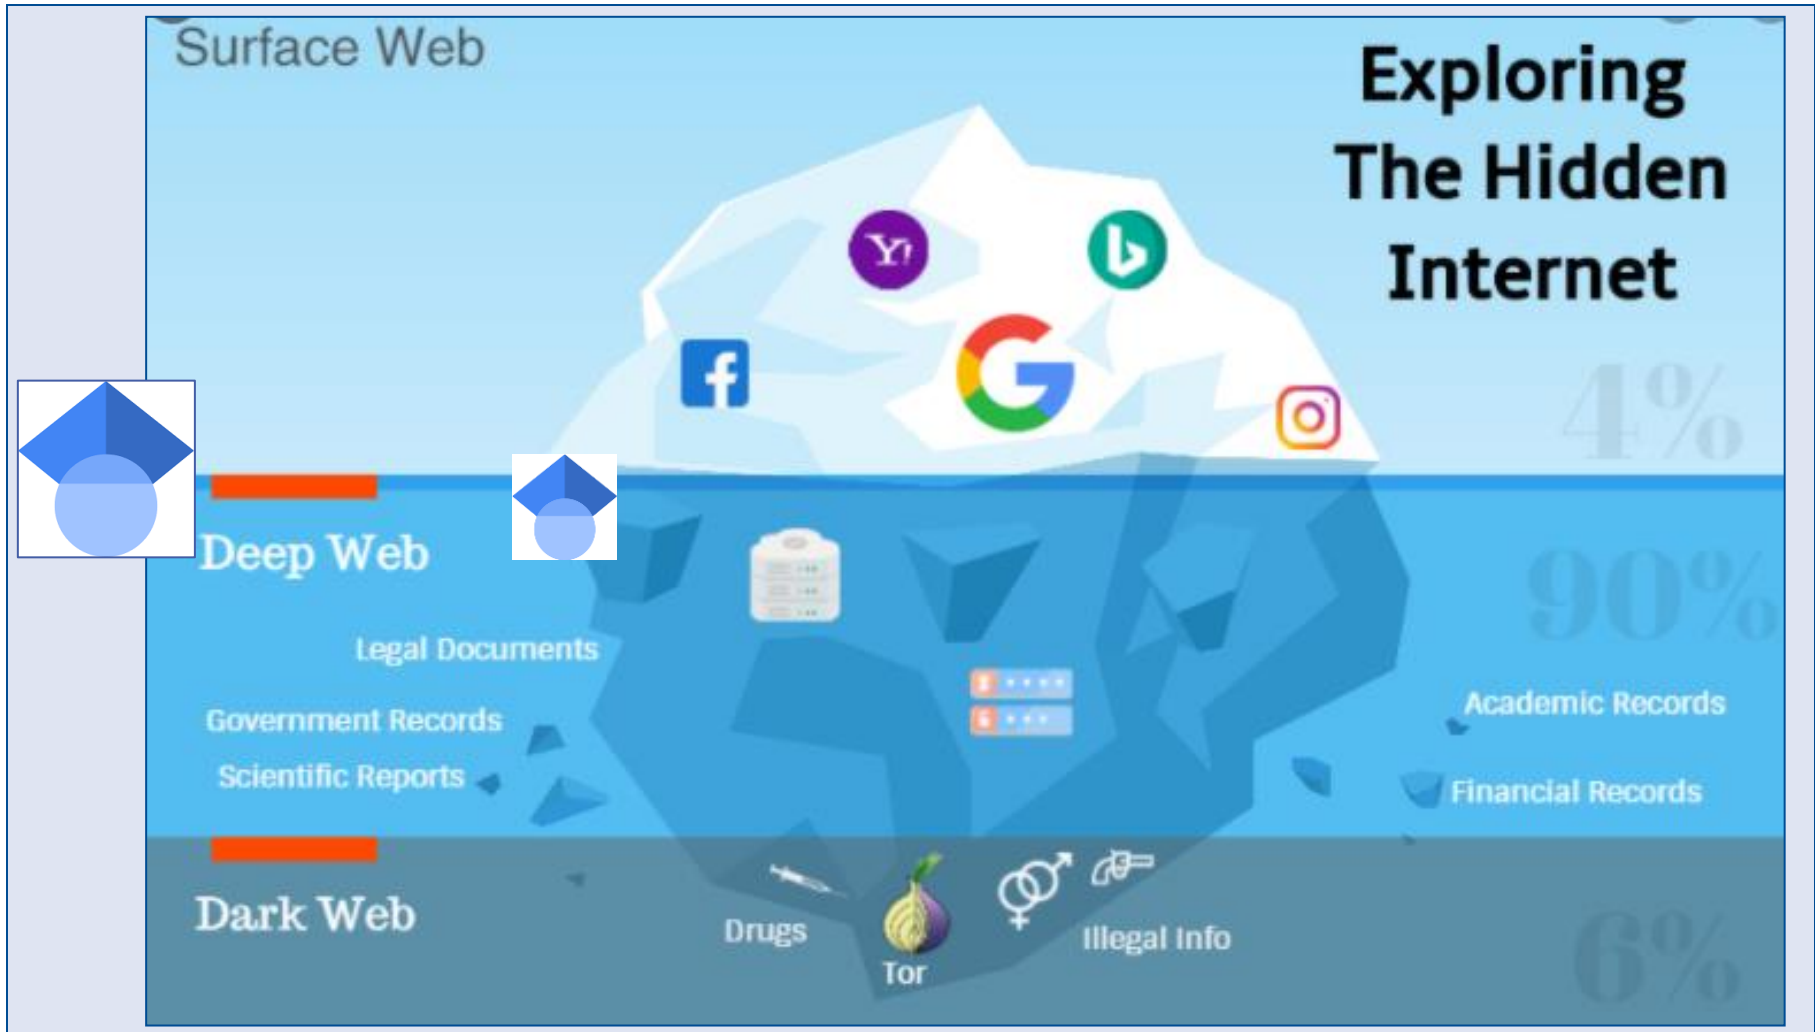 Surface Web
Exploring
The Hidden
Internet
4%
Deep Web
90%
Legal Documents
Government Records
Scientific Reports
Academic Records
Financial Records
Dark Web
Drugs
Tor
Illegal Info
6%